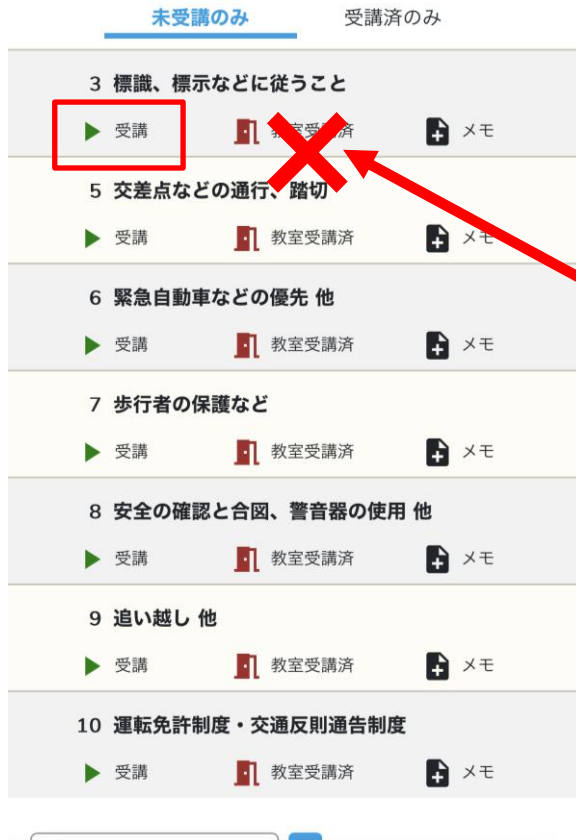 未受講のみ 受講済のみ
3 標識、標示などに従うこと
受講 室受 済 メモ
5 交差点などの通行、踏切
受講 教室受講済 メモ
6 緊急自動車などの優先 他
受講 教室受講済 メモ
7 歩行者の保護など
受講 教室受講済 メモ
8 安全の確認と合図、警音器の使用 他
受講 教室受講済 メモ
9 追い越し 他
受講 教室受講済 メモ
10 運転免許制度・交通反則通告制度
受講 教室受講済 メモ